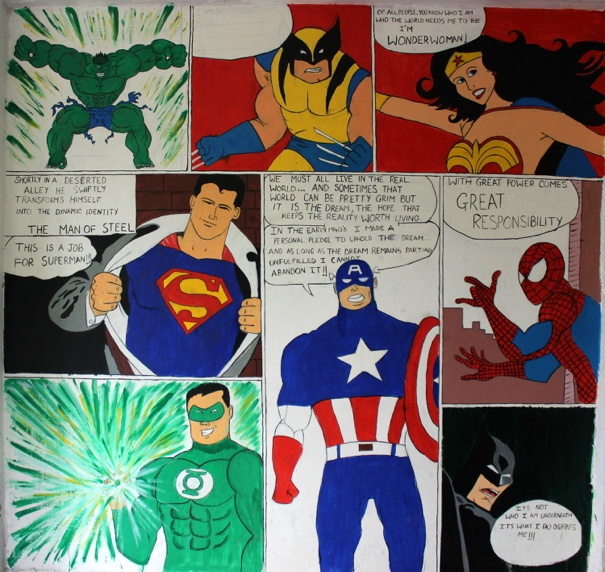 OF ALL PEOPLE, YOU KNOW WHO I AM
WHO THE WORLD NEEDS ME TO BE
I'M
WONDERWOMAN!
SHORTLY IN A DESERTED
ALLEY HE SWIFTLY
TRANSFORMS HIMSELF
INTO THE DYNAMIC IDENTITY
THE MAN OF STEEL
THIS IS A JOB
FOR SUPERMAN!!
S
WE MUST ALL LIVE IN THE REAL
WORLD... AND SOMETIMES THAT
WORLD CAN BE PRETTY GRIM BUT
IT IS THE DREAM, THE HOPE THAT
KEEPS THE REALITY WORTH LIVING.
IN THE EARLY 1940'S I MADE A
PERSONAL PLEDGE TO UPHOLD THE DREAM...
AND AS LONG AS THE DREAM REMAINS PARTIALLY
UNFULFILLED I CANNOT
ABANDON IT!!
A
WITH GREAT POWER COMES
GREAT
RESPONSIBILITY
ITS NOT
WHO I AM UNDERNEATH
ITS WHAT I DO DEFINES
ME!!!